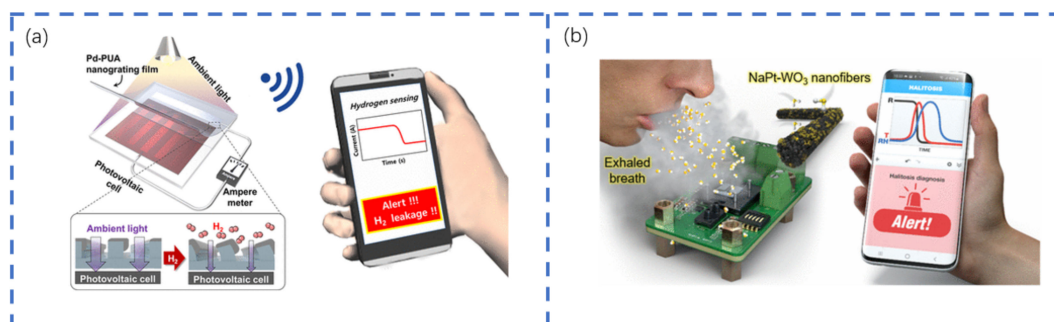 (a)
Pd-PUA
nanograting film
Ambient light
Photovoltaic
cell
Ampere
meter
Ambient light
H₂
H₂
Photovoltaic cell
Photovoltaic cell
Hydrogen sensing
Current (A)
Time (s)
Alert !!!
H₂ leakage !!
(b)
NaPt-WO₃ nanofibers
Exhaled
breath
HALITOSIS
R
T
RH
TIME
Halitosis diagnosis
Alert!